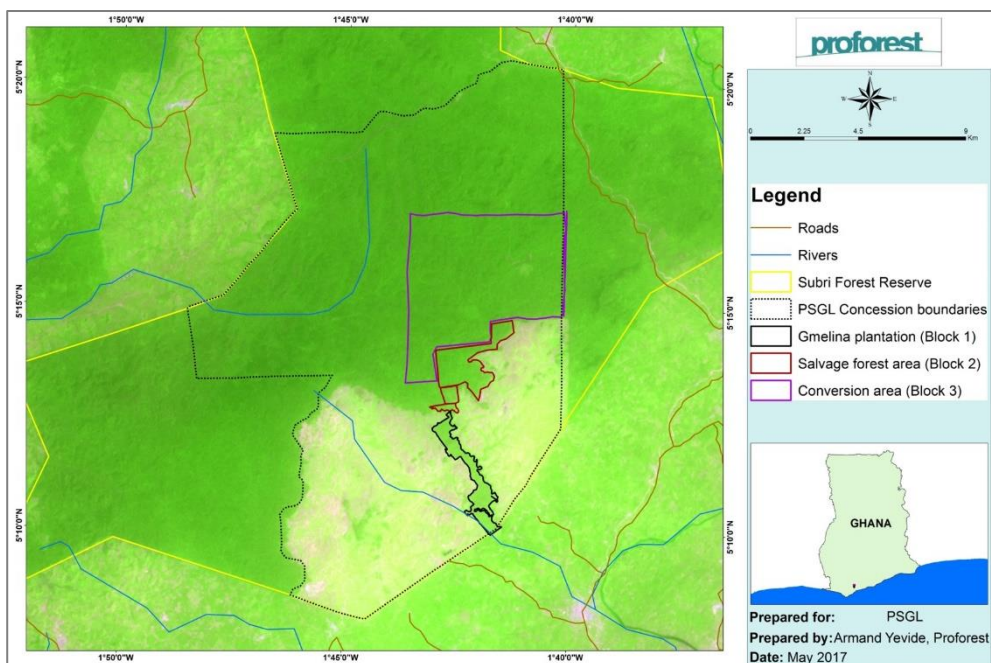 1°50'0"W 1°45'0"W 1°40'0"W
5°20'0"N 5°20'0"N
5°15'0"N 5°15'0"N
5°10'0"N 5°10'0"N
1°50'0"W 1°45'0"W 1°40'0"W
proforest
N
W E
S
0 2.25 4.5 9
Km
Legend
Roads
Rivers
Subri Forest Reserve
PSGL Concession boundaries
Gmelina plantation (Block 1)
Salvage forest area (Block 2)
Conversion area (Block 3)
GHANA
Prepared for: PSGL
Prepared by: Armand Yevide, Proforest
Date: May 2017